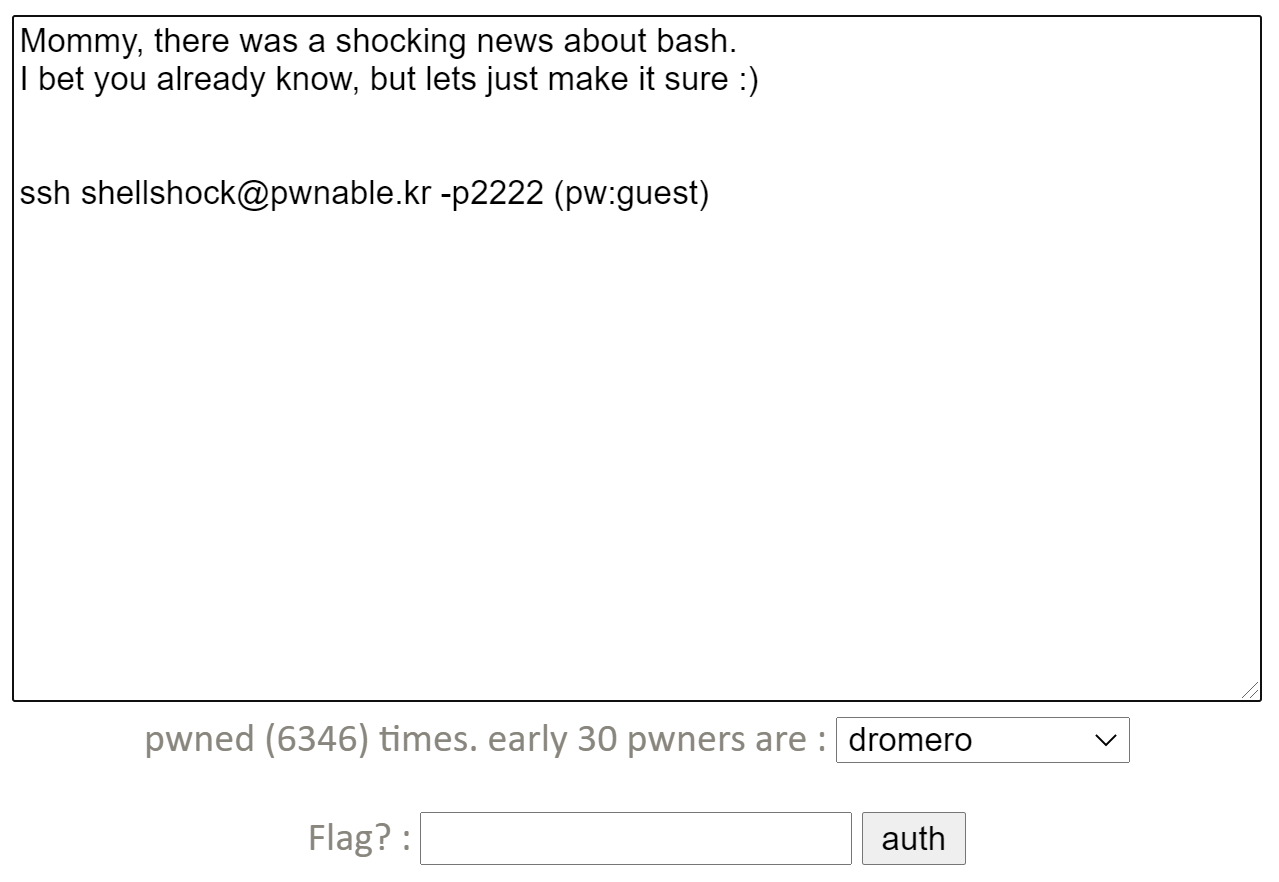 Mommy, there was a shocking news about bash.
I bet you already know, but lets just make it sure :)
ssh shellshock@pwnable.kr -p2222 (pw:guest)
pwned (6346) times. early 30 pwners are : dromero
Flag? : auth